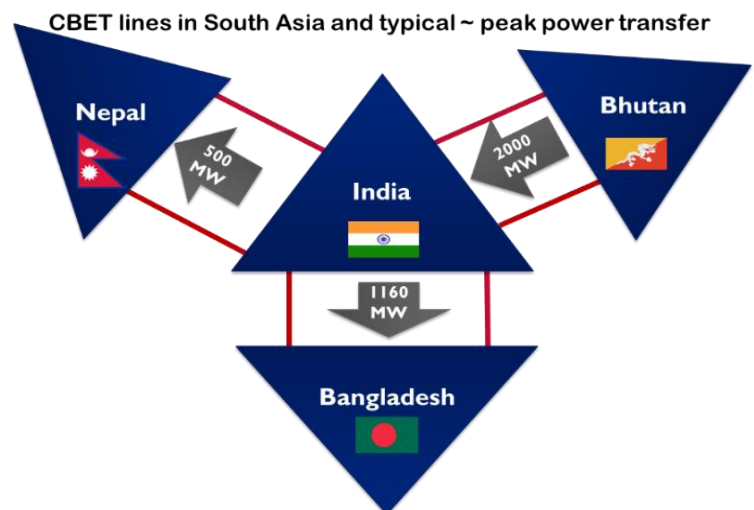 CBET lines in South Asia and typical ~ peak power transfer
Nepal
500
MW
India
2000
MW
Bhutan
1160
MW
Bangladesh